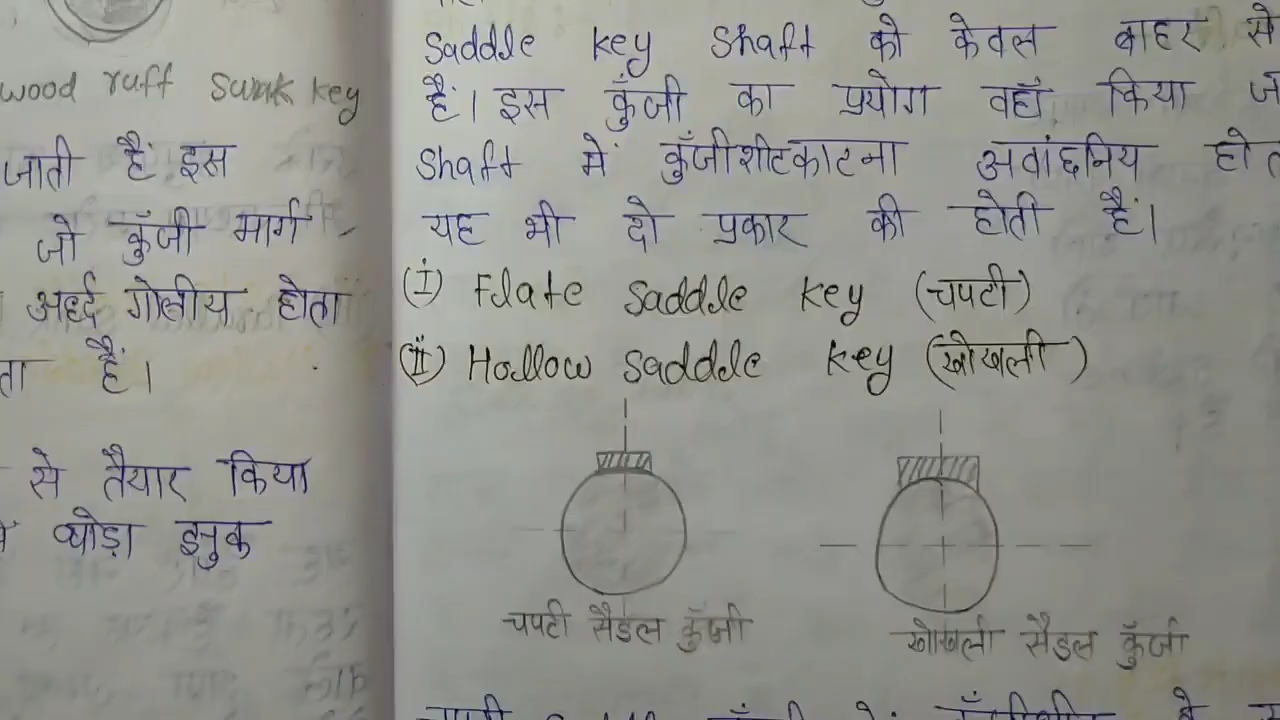 wood ruff Sunk key
जाती हैं इस
जो कुँजी मार्ग
अर्ध्द गोलीय होता
ता हैं।
से तैयार किया
थोड़ा झुक
Saddle key Shaft को केवल बाहर से
हैं। इस कुँजी का प्रयोग वहाँ किया ज
Shaft में कुँजीशीटकाटना अवांछनिय होत
यह भी दो प्रकार की होती हैं।
(i) Flate Saddle key (चपटी)
(ii) Hollow Saddle key (खोखली)
चपटी सैडल कुँजी
खोखली सैडल कुँजी